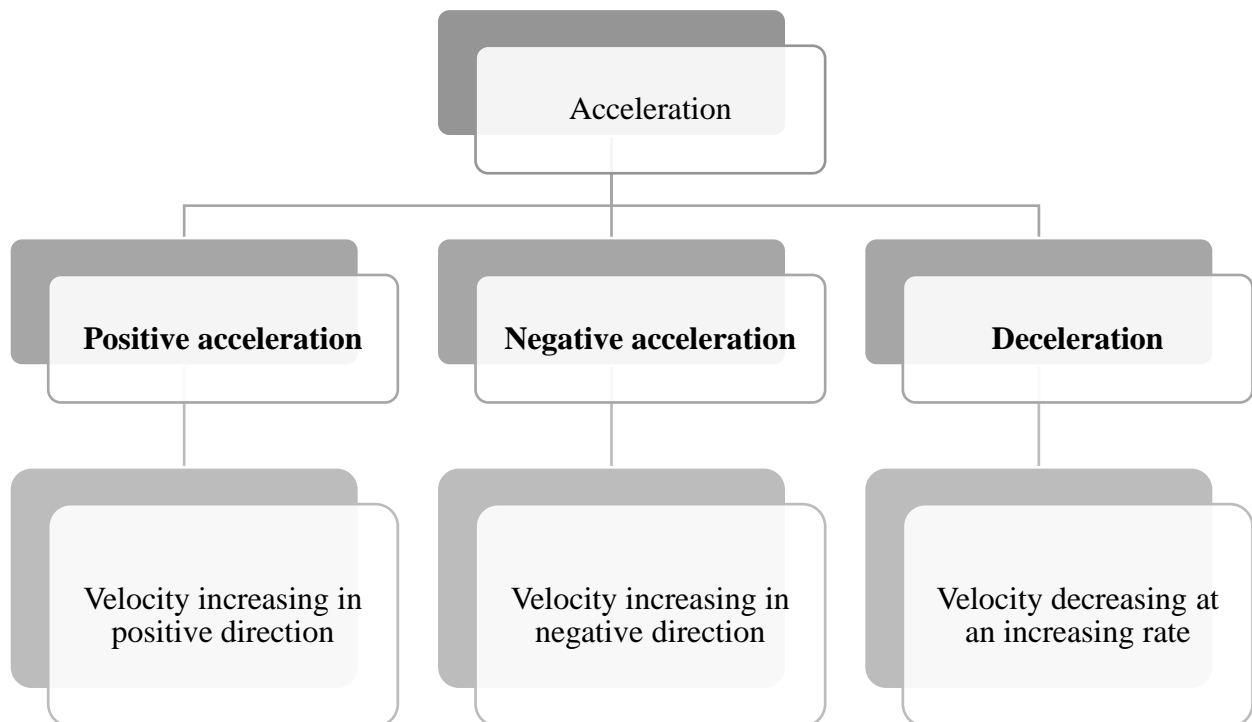 Acceleration
Positive acceleration
Negative acceleration
Deceleration
Velocity increasing in
positive direction
Velocity increasing in
negative direction
Velocity decreasing at
an increasing rate